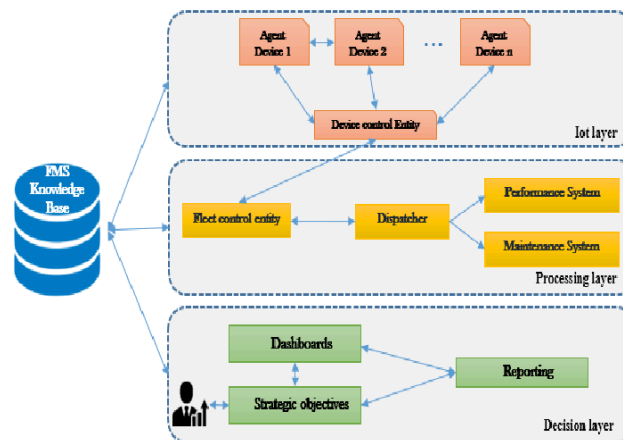 Agent
Device 1
Agent
Device 2
...
Agent
Device n
Device control Entity
Iot layer
FMS
Knowledge
Base
Fleet control entity
Dispatcher
Performance System
Maintenance System
Processing layer
Dashboards
Reporting
Strategic objectives
Decision layer